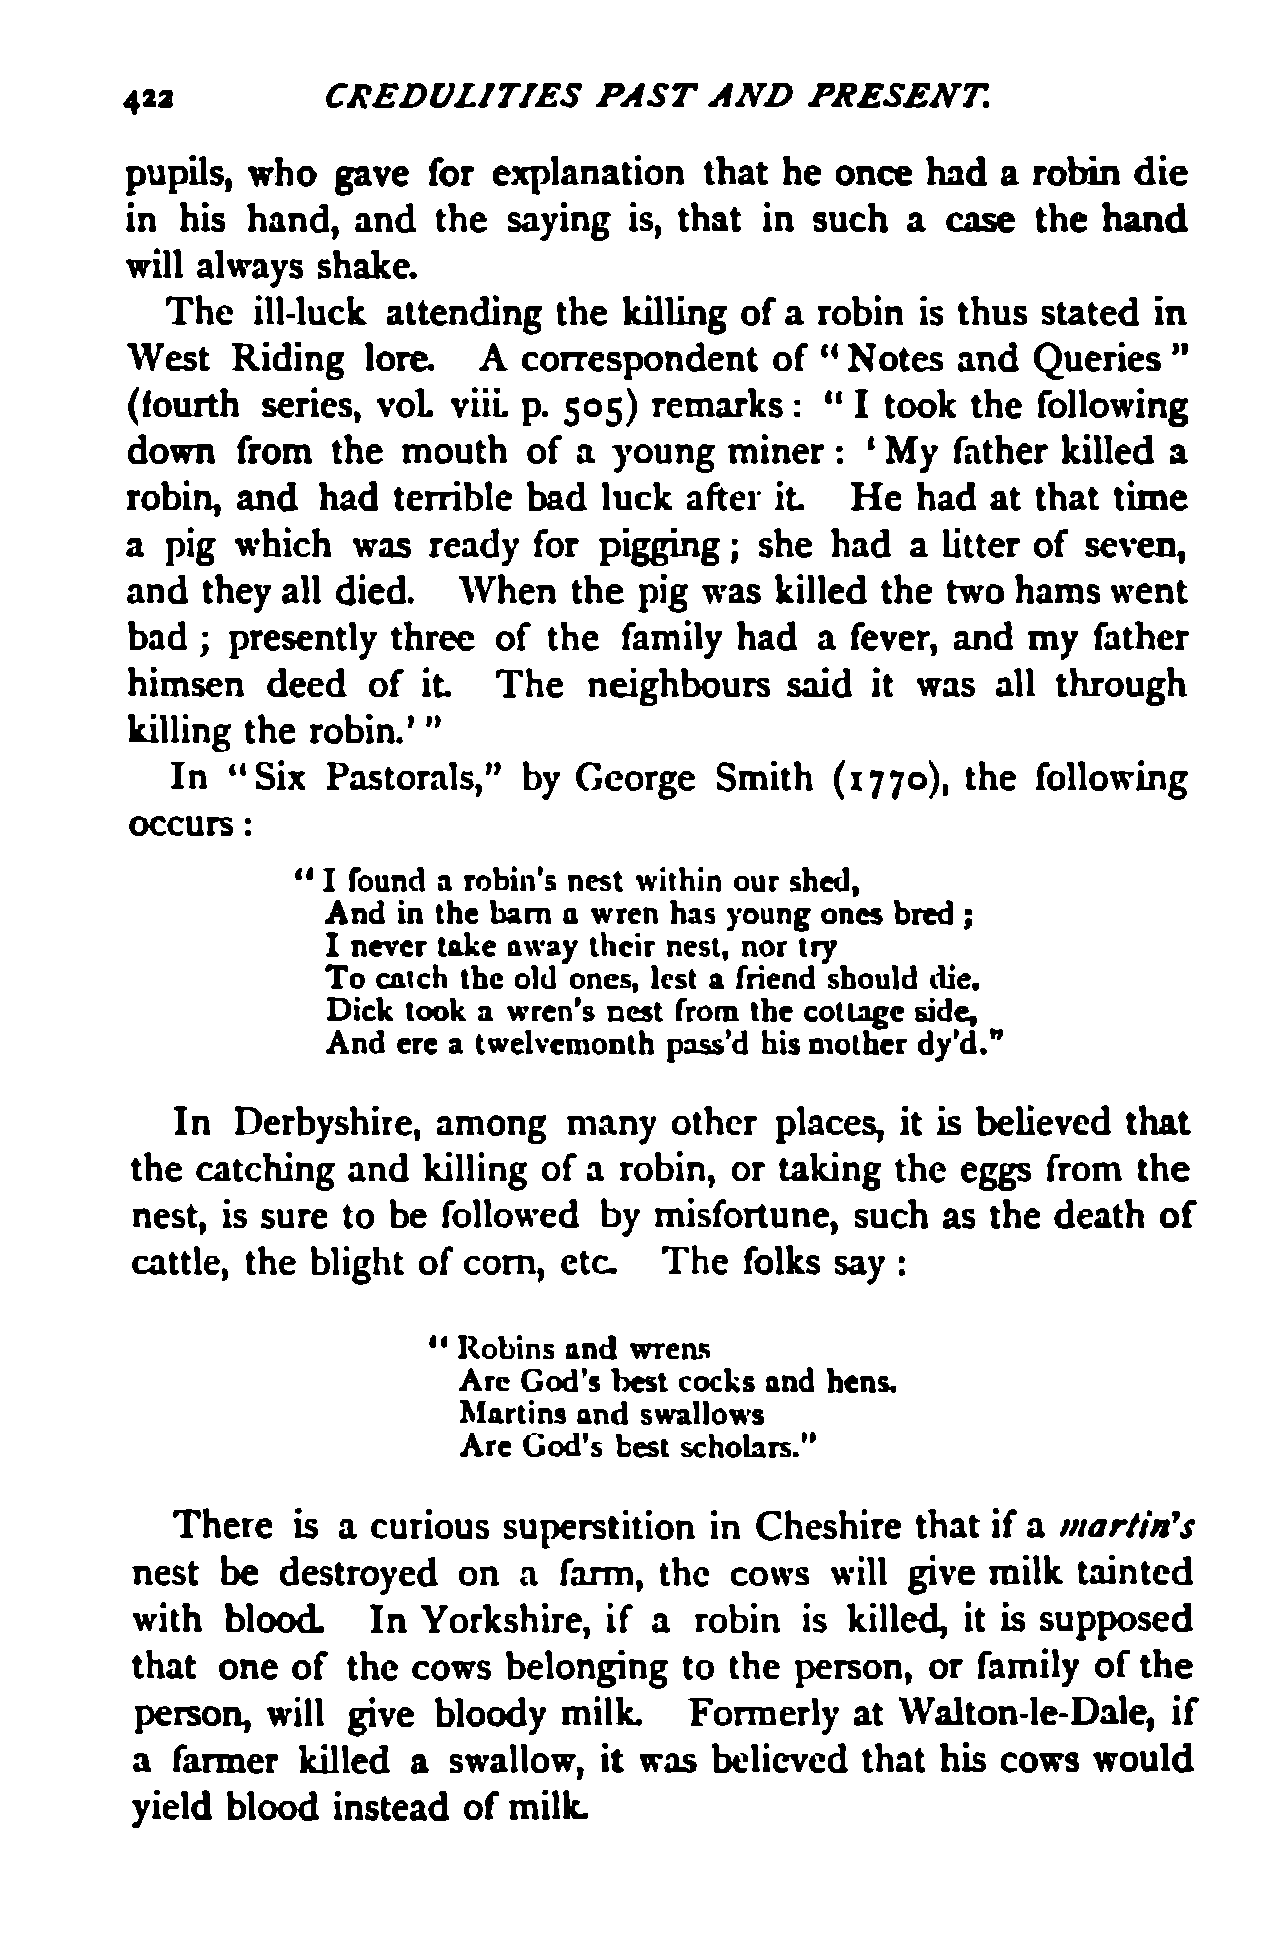 422 CREDULITIES PAST AND PRESENT.
pupils, who gave for explanation that he once had a robin die
in his hand, and the saying is, that in such a case the hand
will always shake.
The ill-luck attending the killing of a robin is thus stated in
West Riding lore. A correspondent of "Notes and Queries"
(fourth series, vol. viii. p. 505) remarks: "I took the following
down from the mouth of a young miner: 'My father killed a
robin, and had terrible bad luck after it. He had at that time
a pig which was ready for pigging; she had a litter of seven,
and they all died. When the pig was killed the two hams went
bad; presently three of the family had a fever, and my father
himsen deed of it. The neighbours said it was all through
killing the robin.'"
In "Six Pastorals," by George Smith (1770), the following
occurs:
"I found a robin's nest within our shed,
And in the barn a wren has young ones bred;
I never take away their nest, nor try
To catch the old ones, lest a friend should die.
Dick took a wren's nest from the cottage side,
And ere a twelvemonth pass'd his mother dy'd."
In Derbyshire, among many other places, it is believed that
the catching and killing of a robin, or taking the eggs from the
nest, is sure to be followed by misfortune, such as the death of
cattle, the blight of corn, etc. The folks say:
"Robins and wrens
Are God's best cocks and hens.
Martins and swallows
Are God's best scholars."
There is a curious superstition in Cheshire that if a martin's
nest be destroyed on a farm, the cows will give milk tainted
with blood. In Yorkshire, if a robin is killed, it is supposed
that one of the cows belonging to the person, or family of the
person, will give bloody milk. Formerly at Walton-le-Dale, if
a farmer killed a swallow, it was believed that his cows would
yield blood instead of milk.